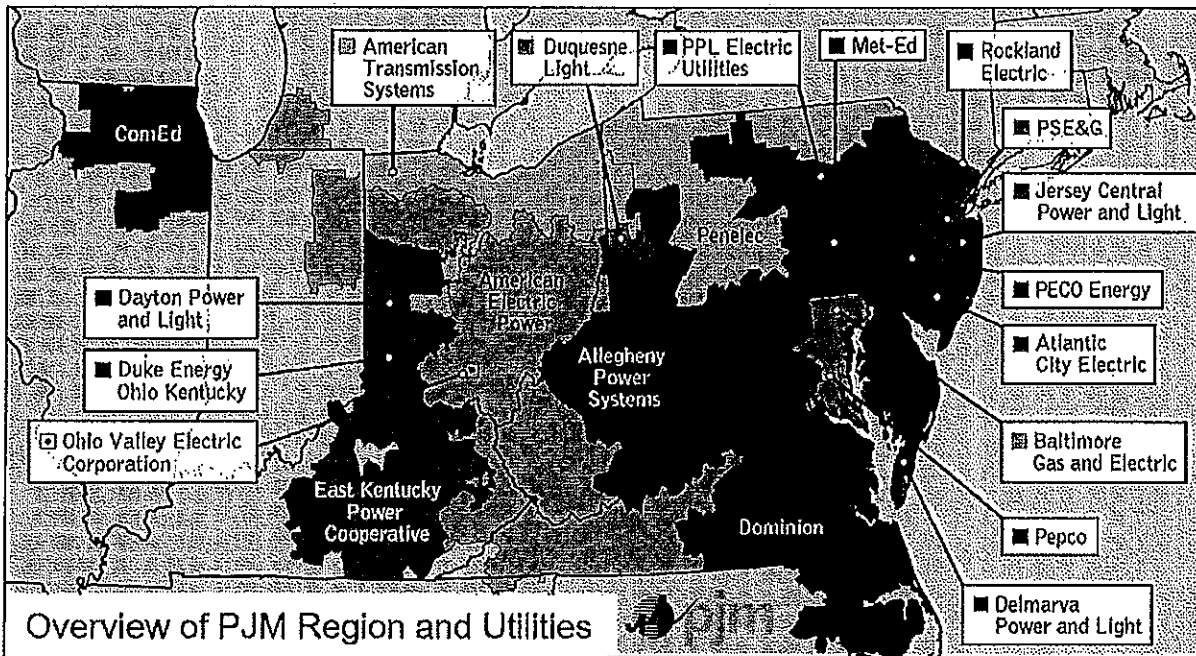 American
Transmission
Systems
Duquesne
Light
PPL Electric
Utilities
Met-Ed
Rockland
Electric
ComEd
PSE&G
Jersey Central
Power and Light
Penelec
American
Electric
Power
Dayton Power
and Light
PECO Energy
Atlantic
City Electric
Duke Energy
Ohio Kentucky
Allegheny
Power
Systems
Ohio Valley Electric
Corporation
Baltimore
Gas and Electric
East Kentucky
Power
Cooperative
Dominion
Pepco
Delmarva
Power and Light
Overview of PJM Region and Utilities
pjm